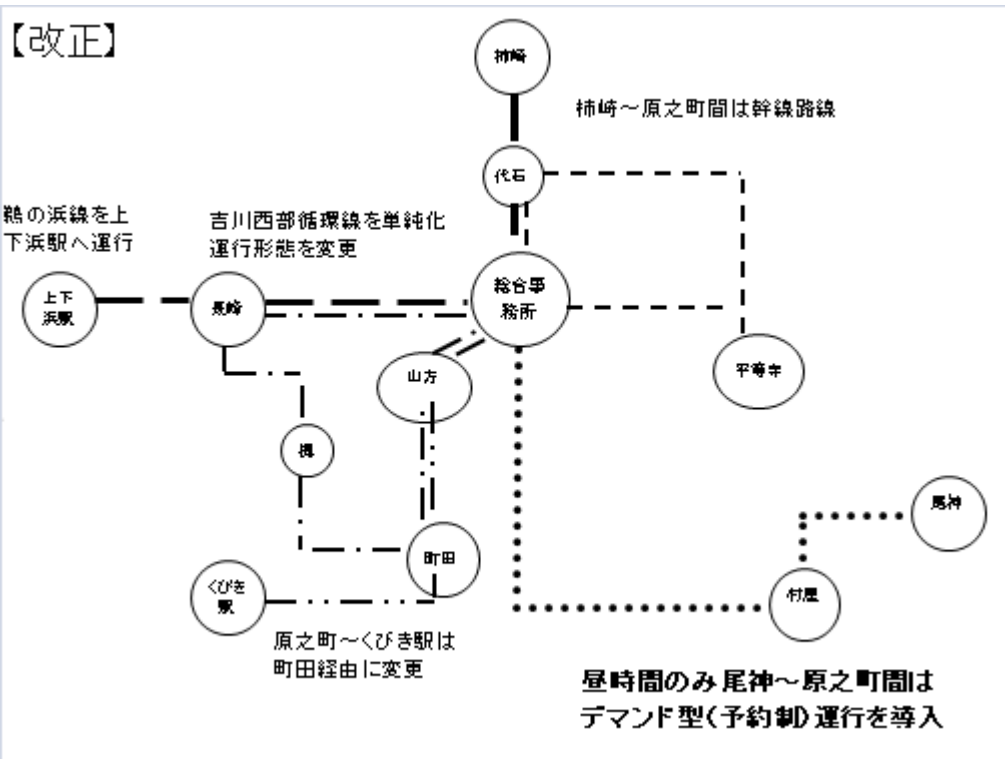 【改正】
柿崎
柿崎～原之町間は幹線路線
代石
鵜の浜線を上
下浜駅へ運行
吉川西部循環線を単純化
運行形態を変更
上下
浜駅
長峰
総合事
務所
山方
平等寺
梶
尾神
町田
くびき
駅
村屋
原之町～くびき駅は
町田経由に変更
昼時間のみ尾神～原之町間は
デマンド型(予約制)運行を導入